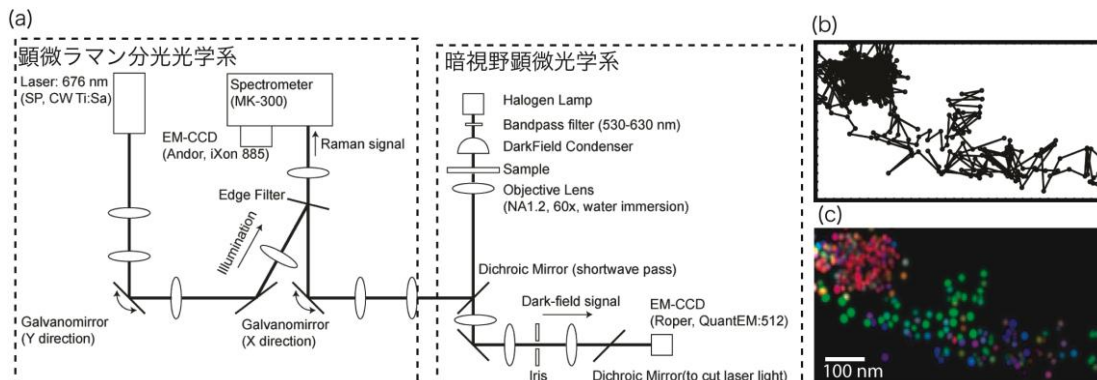 (a)
顕微ラマン分光光学系
Laser: 676 nm
(SP, CW Ti:Sa)
Spectrometer
(MK-300)
EM-CCD
(Andor, iXon 885)
Raman signal
Edge Filter
Illumination
Galvanomirror
(Y direction)
Galvanomirror
(X direction)
暗視野顕微光学系
Halogen Lamp
Bandpass filter (530-630 nm)
DarkField Condenser
Sample
Objective Lens
(NA1.2, 60x, water immersion)
Dichroic Mirror (shortwave pass)
Dark-field signal
EM-CCD
(Roper, QuantEM:512)
Iris
Dichroic Mirror(to cut laser light)
(b)
(c)
100 nm